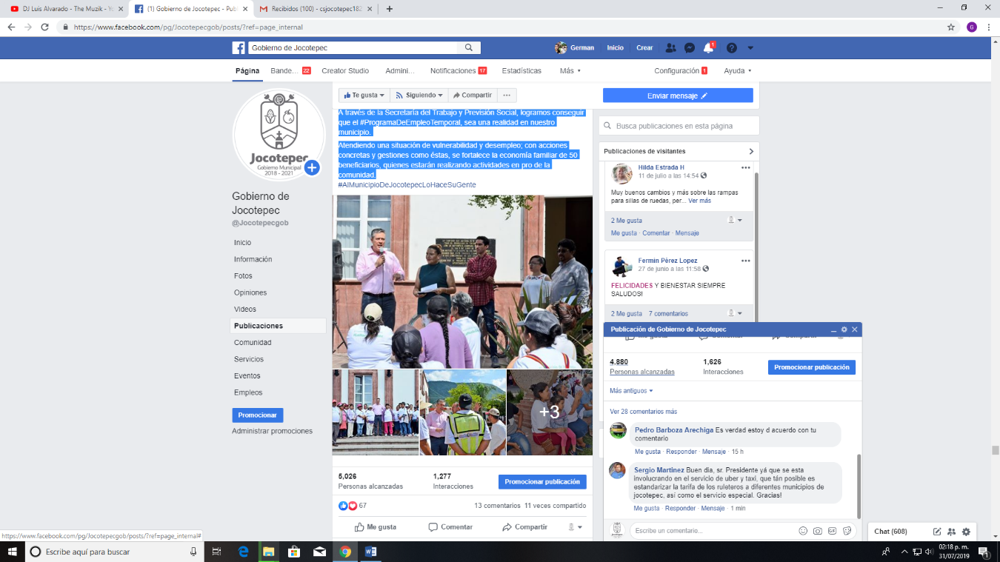 DJ Luis Alvarado - The Muzik - Yo
(1) Gobierno de Jocotepec - Publ
Recibidos (100) - csjocotepec182
https://www.facebook.com/pg/Jocotepecgob/posts/?ref=page_internal
G
Gobierno de Jocotepec
German
Inicio
Crear
1
Página
Bande... 22
Creator Studio
Admini...
Notificaciones 17
Estadísticas
Más
Configuración 1
Ayuda
Jocotepec
Gobierno Municipal
2018 - 2021
Gobierno de
Jocotepec
@Jocotepecgob
Inicio
Información
Fotos
Opiniones
Videos
Publicaciones
Comunidad
Servicios
Eventos
Empleos
Promocionar
Administrar promociones
Te gusta
Siguiendo
Compartir
Enviar mensaje
A través de la Secretaría del Trabajo y Previsión Social, logramos conseguir
que el #ProgramaDeEmpleoTemporal, sea una realidad en nuestro
municipio.
Atendiendo una situación de vulnerabilidad y desempleo; con acciones
concretas y gestiones como éstas, se fortalece la economía familiar de 50
beneficiarios, quienes estarán realizando actividades en pro de la
comunidad.
#AlMunicipioDeJocotepecLoHaceSuGente
+3
5,026
Personas alcanzadas
1,277
Interacciones
Promocionar publicación
67
13 comentarios 11 veces compartido
Me gusta
Comentar
Compartir
Busca publicaciones en esta página
Publicaciones de visitantes
Hilda Estrada H
11 de julio a las 14:54
Muy buenos cambios y más sobre las rampas
para sillas de ruedas, per... Ver más
2 Me gusta
Me gusta · Comentar · Mensaje
Fermin Pérez Lopez
27 de junio a las 11:58
FELICIDADES Y BIENESTAR SIEMPRE
SALUDOS!
2 Me gusta 7 comentarios
Publicación de Gobierno de Jocotepec
Me gusta
Comentar
Compartir
4,880
Personas alcanzadas
1,626
Interacciones
Promocionar publicación
Más antiguos
Ver 28 comentarios más
Pedro Barboza Arechiga Es verdad estoy d acuerdo con tu
comentario
Me gusta · Responder · Mensaje · 15 h
Sergio Martinez Buen dia, sr. Presidente yá que se esta
involucrando en el servicio de uber y taxi, que tán posible es
estandarizar la tarifa de los ruleteros a diferentes municipios de
jocotepec, así como el servicio especial. Gracias!
Me gusta · Responder · Mensaje · 1 min
Escribe un comentario...
GIF
Chat (608)
https://www.facebook.com/pg/Jocotepecgob/posts/?ref=page_internal#
Escribe aquí para buscar
02:18 p. m.
31/07/2019
1